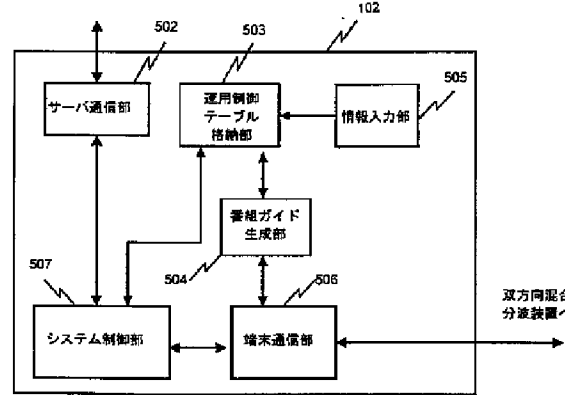 502
503
102
サーバ通信部
運用制御
テーブル
格納部
情報入力部
505
番組ガイド
生成部
507
504
506
システム制御部
端末通信部
双方向混合
分波装置へ